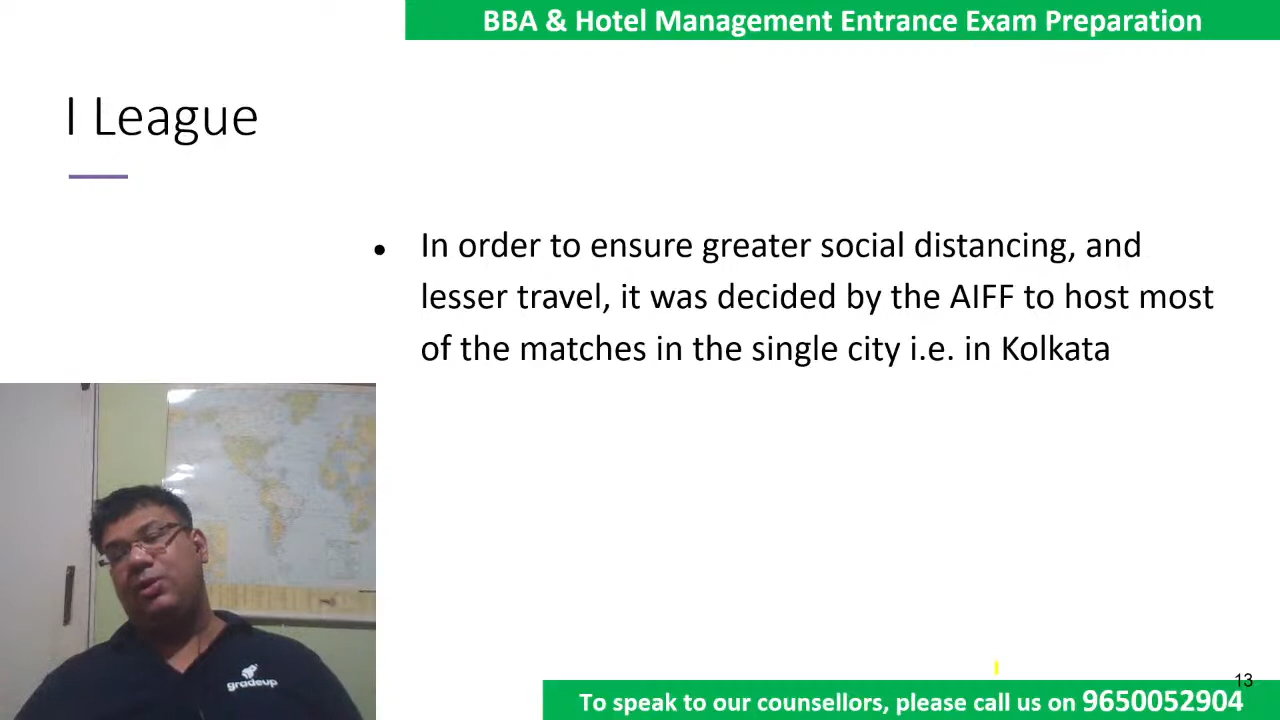 BBA & Hotel Management Entrance Exam Preparation
I League
● In order to ensure greater social distancing, and
lesser travel, it was decided by the AIFF to host most
of the matches in the single city i.e. in Kolkata
gradeup
13
To speak to our counsellors, please call us on 9650052904